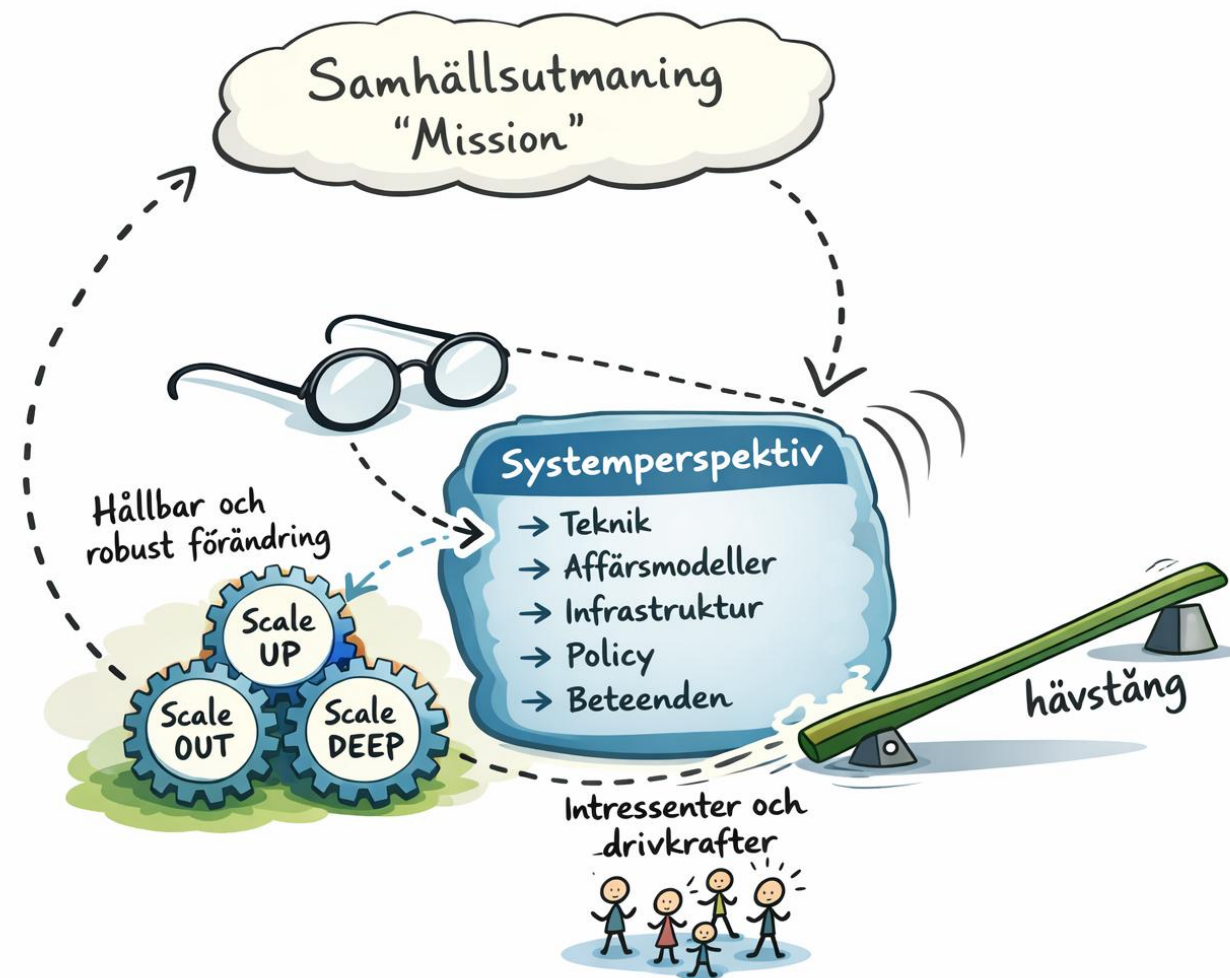 Samhällsutmaning
“Mission”
Systemperspektiv
→ Teknik
→ Affärsmodeller
→ Infrastruktur
→ Policy
→ Beteenden
Hållbar och
robust förändring
Scale
UP
Scale
OUT
Scale
DEEP
hävstång
Intressenter och
drivkrafter